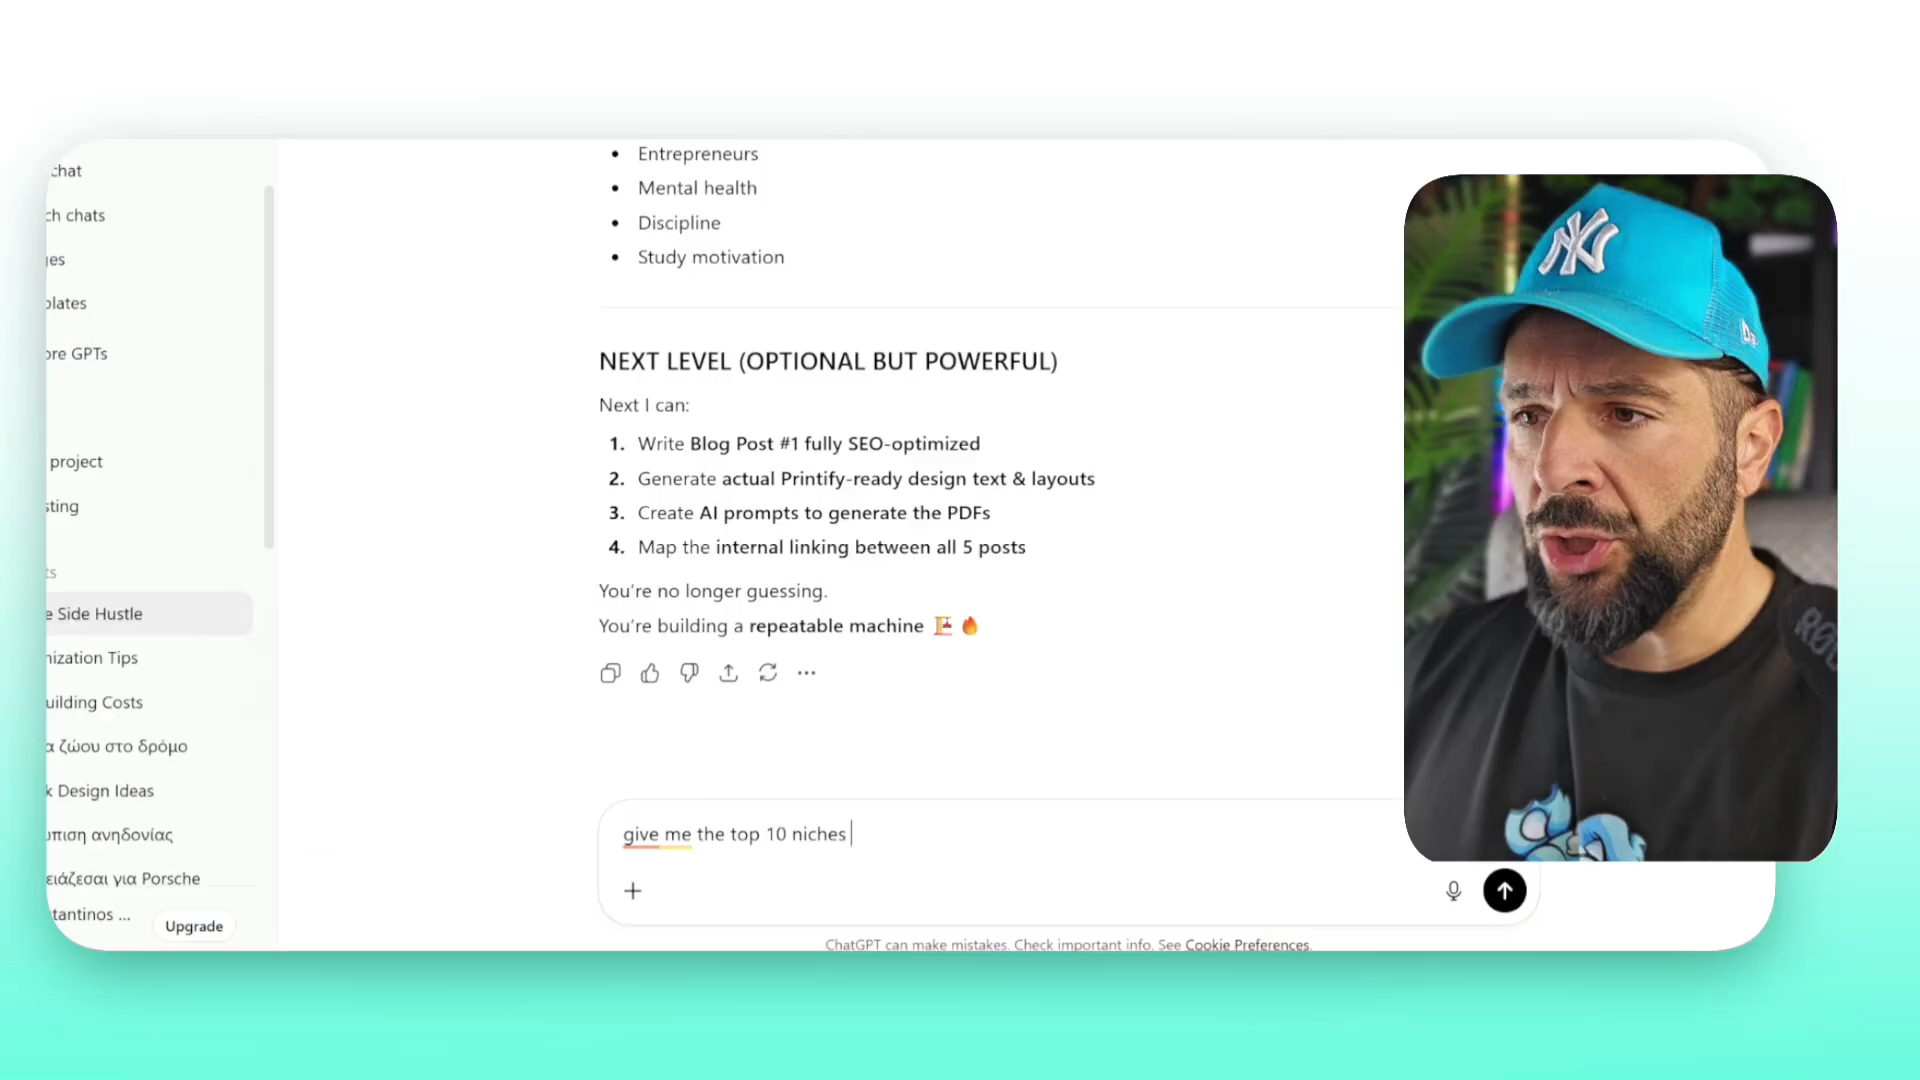 chat
ch chats
ges
plates
ore GPTs
project
sting
ts
e Side Hustle
nization Tips
uilding Costs
α ζώου στο δρόμο
k Design Ideas
ώπιση ανηδονίας
ειάζεσαι για Porsche
tantinos ...
Upgrade
• Entrepreneurs
• Mental health
• Discipline
• Study motivation
NEXT LEVEL (OPTIONAL BUT POWERFUL)
Next I can:
1. Write Blog Post #1 fully SEO-optimized
2. Generate actual Printify-ready design text & layouts
3. Create AI prompts to generate the PDFs
4. Map the internal linking between all 5 posts
You're no longer guessing.
You're building a repeatable machine
give me the top 10 niches
ChatGPT can make mistakes. Check important info. See Cookie Preferences.
NY